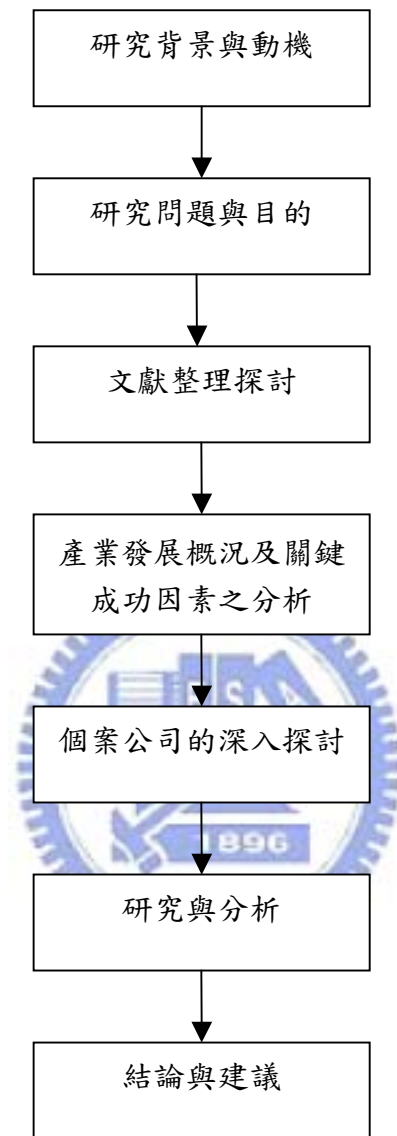 研究背景與動機
研究問題與目的
文獻整理探討
產業發展概況及關鍵
成功因素之分析
個案公司的深入探討
1896
研究與分析
結論與建議